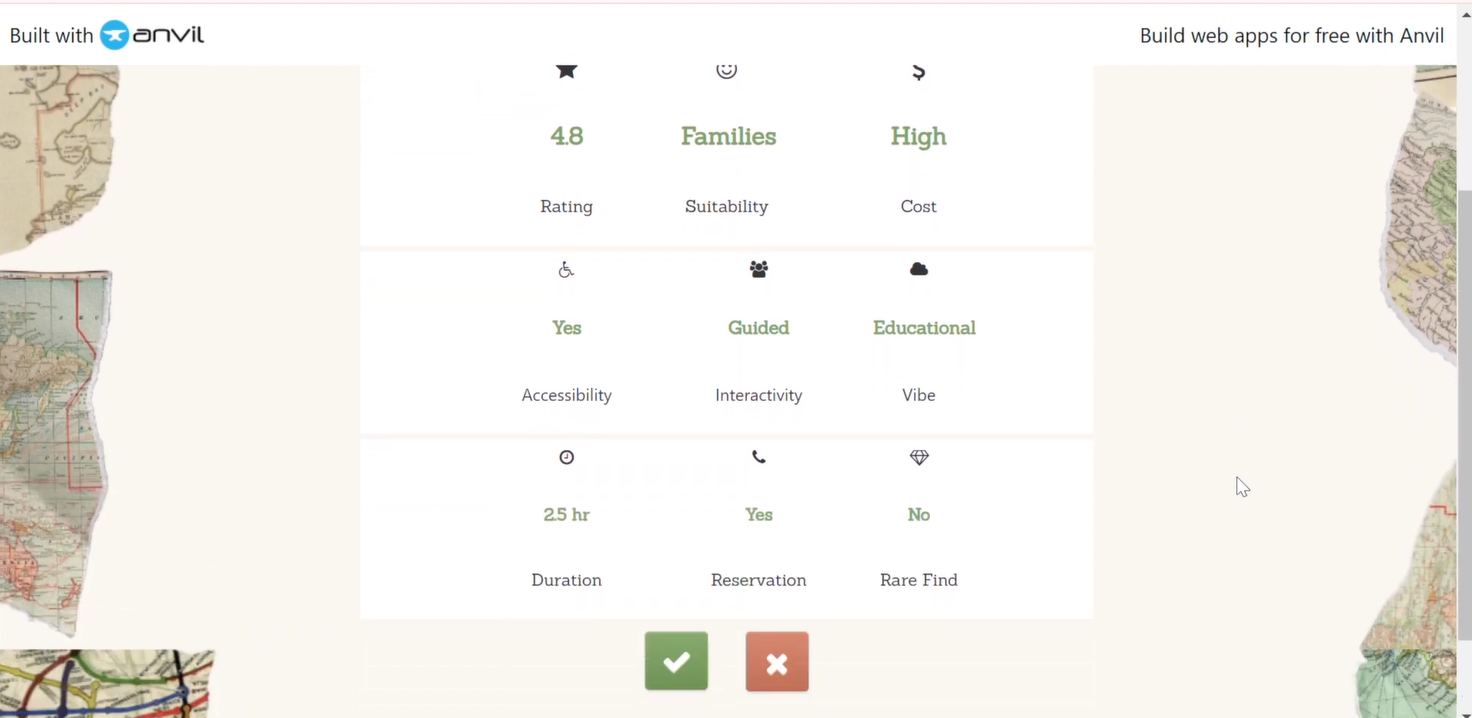 Built with anvil
Build web apps for free with Anvil
4.8 Families High
Rating Suitability Cost
Yes Guided Educational
Accessibility Interactivity Vibe
2.5 hr Yes No
Duration Reservation Rare Find